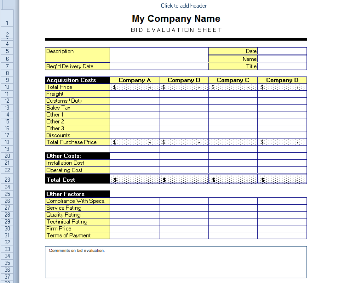 Click to add header
My Company Name
BID EVALUATION SHEET
Description
Date
Name
Req'd Delivery Date
Title
Acquisition Costs Company A Company B Company C Company D
Total Price $ - $ - $ - $ -
Freight
Customs / Duti
Sales Tax
Other 1
Other 2
Other 3
Discounts
Total Purchase Price $ - $ - $ - $ -
Other Costs:
Installation Cost
Operating Cost
Total Cost $ - $ - $ - $ -
Other Factors
Compliance With Specs
Service Rating
Quality Rating
Technical Rating
Firm Price
Terms of Payment
Comments on bid evaluation: